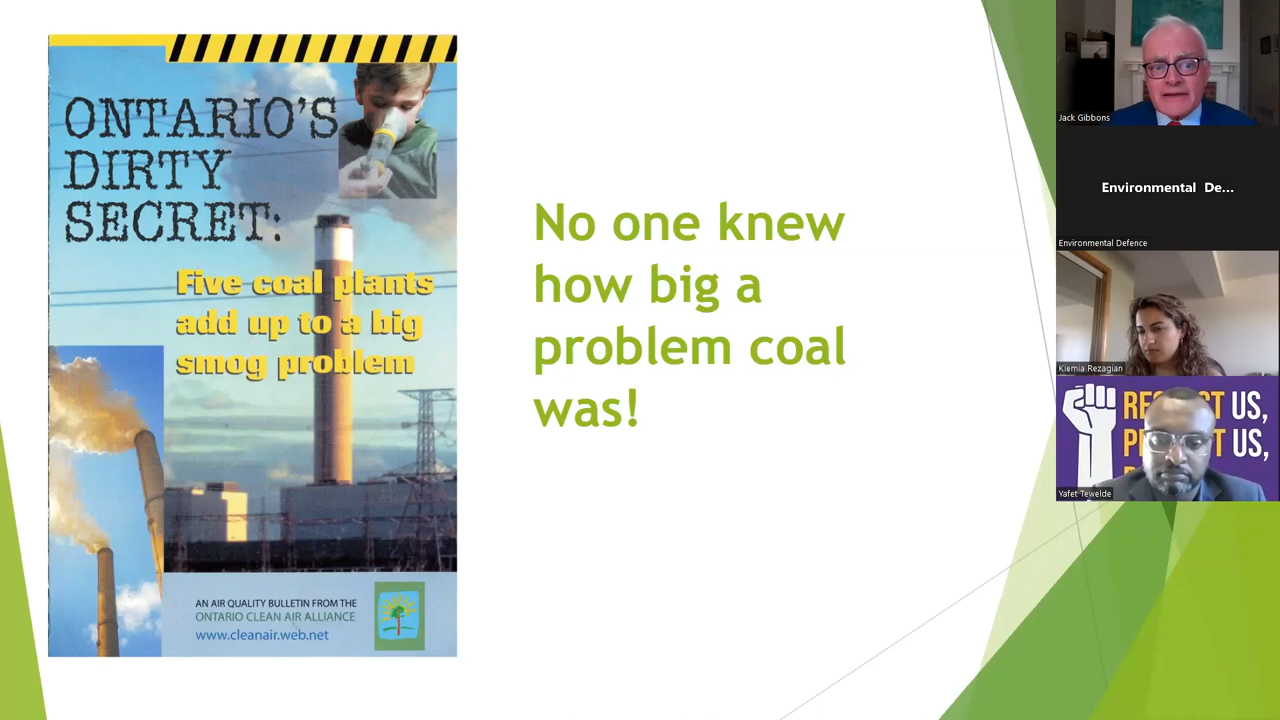 ONTARIO'S
DIRTY
SECRET:
Five coal plants
add up to a big
smog problem
AN AIR QUALITY BULLETIN FROM THE
ONTARIO CLEAN AIR ALLIANCE
www.cleanair.web.net
No one knew
how big a
problem coal
was!
Jack Gibbons
Environmental De...
Environmental Defence
Kiemia Rezagian
US,
US,
Yafet Tewelde